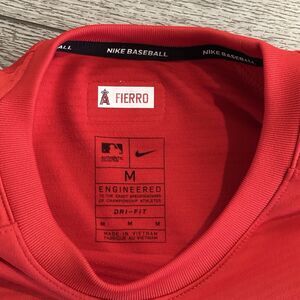 NIKE BASEBALL
NIKE BASEBALL
A FIERRO
M
ENGINEERED
TO THE EXACT SPECIFICATIONS
OF CHAMPIONSHIP ATHLETES
DRI-FIT
M M M
MADE IN VIETNAM
FABRIQUÉ AU VIETNAM